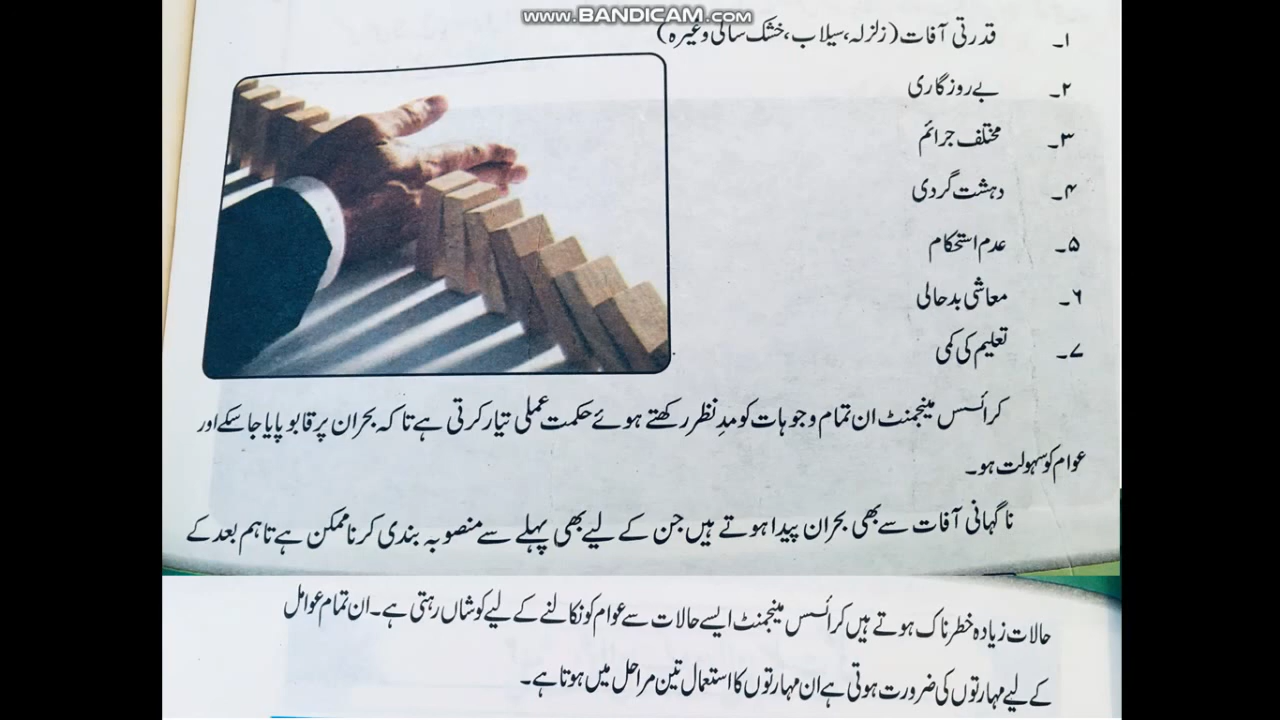 www.BANDICAM.com
۱۔ قدرتی آفات (زلزلہ، سیلاب، خشک سالی وغیرہ)
۲۔ بے روزگاری
۳۔ مختلف جرائم
۴۔ دہشت گردی
۵۔ عدم استحکام
۶۔ معاشی بدحالی
۷۔ تعلیم کی کمی
کرائسس مینجمنٹ ان تمام وجوہات کو مدِنظر رکھتے ہوئے حکمت عملی تیار کرتی ہے تاکہ بحران پر قابو پایا جا سکے اور
عوام کو سہولت ہو۔
ناگہانی آفات سے بھی بحران پیدا ہوتے ہیں جن کے لیے بھی پہلے سے منصوبہ بندی کرنا ممکن ہے تاہم بعد کے
حالات زیادہ خطرناک ہوتے ہیں کرائسس مینجمنٹ ایسے حالات سے عوام کو نکالنے کے لیے کوشاں رہتی ہے۔ ان تمام عوامل
کے لیے مہارتوں کی ضرورت ہوتی ہے ان مہارتوں کا استعمال تین مراحل میں ہوتا ہے۔